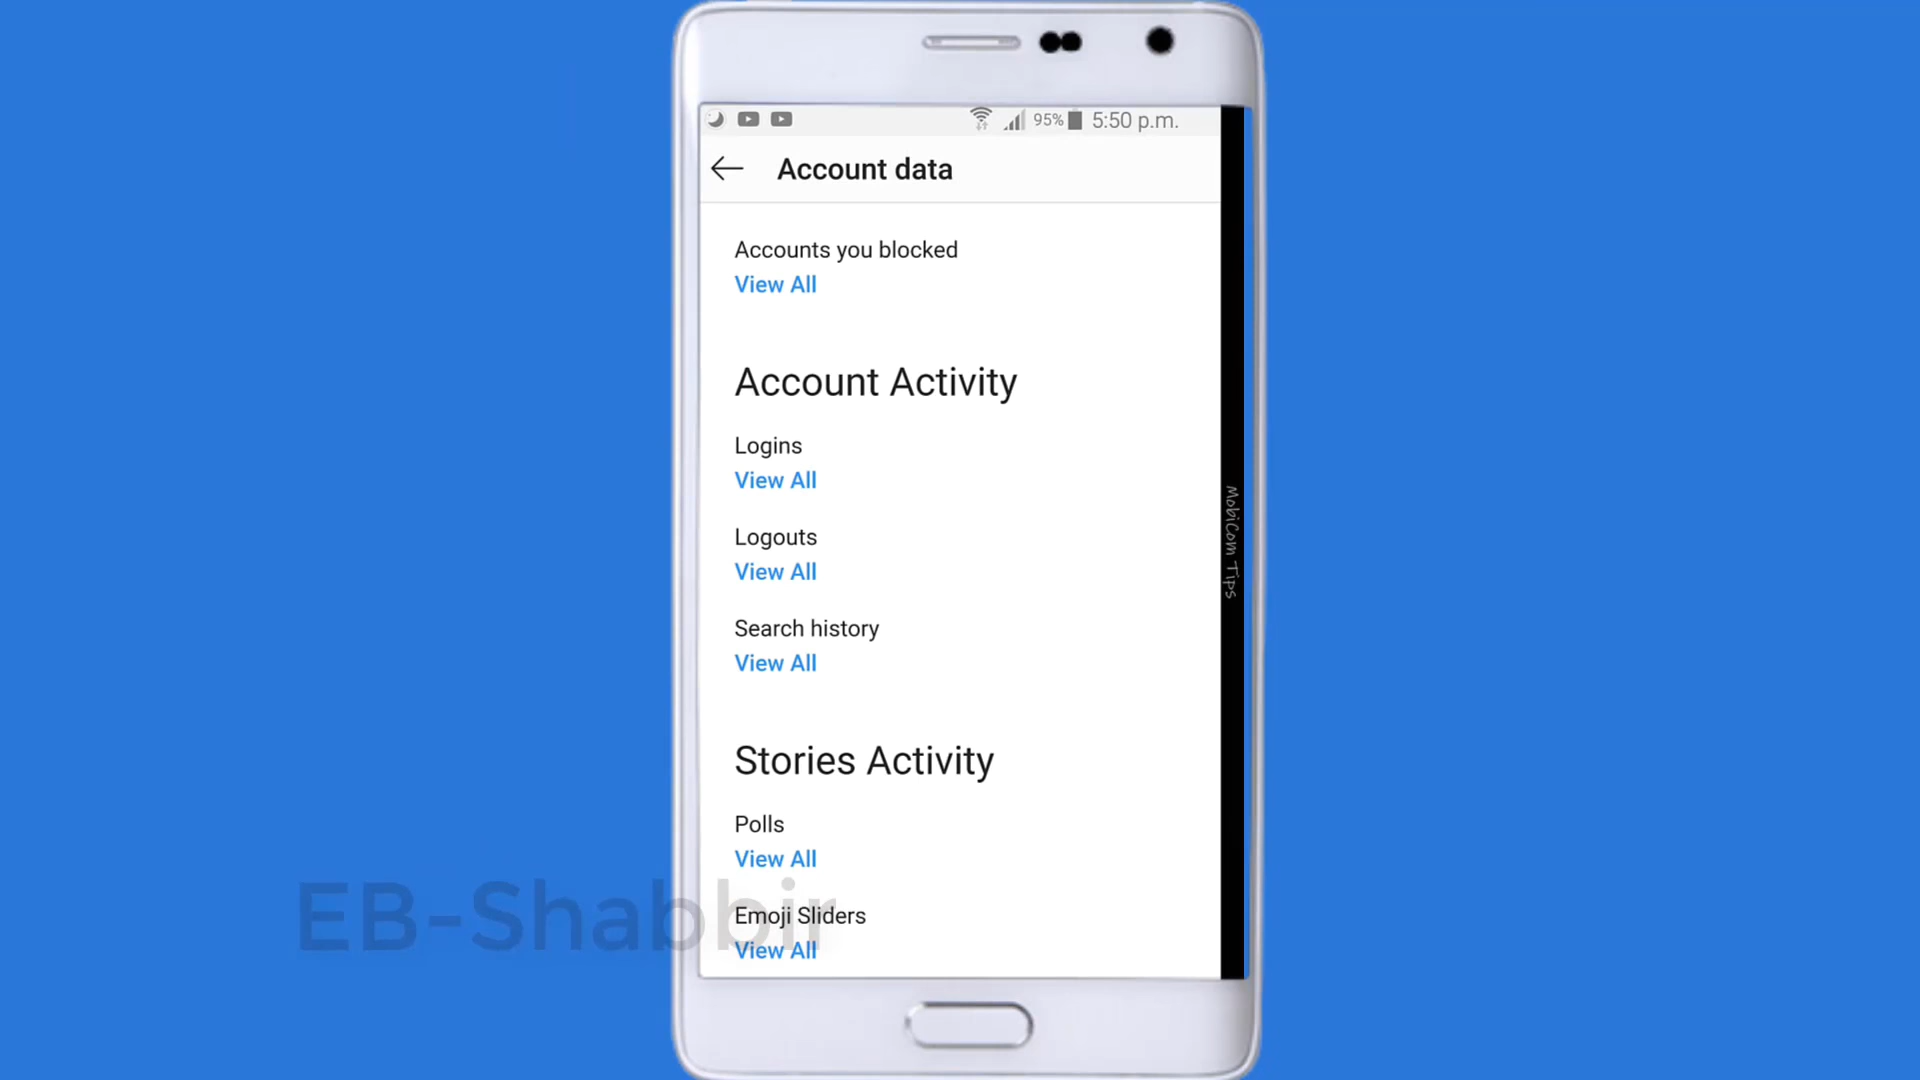 95% 5:50 p.m.
Account data
Accounts you blocked
View All
Account Activity
Logins
View All
Logouts
View All
Search history
View All
Stories Activity
Polls
View All
Emoji Sliders
View All
EB-Shabbir
MobiCom Tips